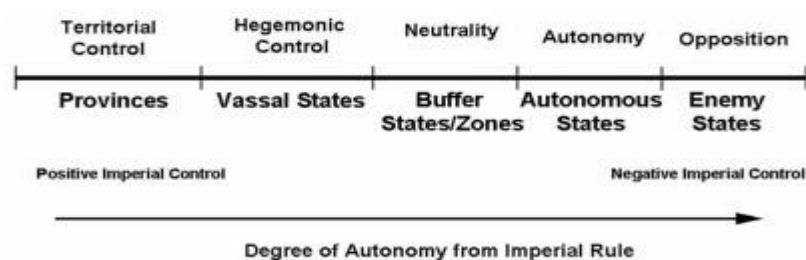 Territorial Control
Hegemonic Control
Neutrality
Autonomy
Opposition
Provinces
Vassal States
Buffer States/Zones
Autonomous States
Enemy States
Positive Imperial Control
Negative Imperial Control
Degree of Autonomy from Imperial Rule